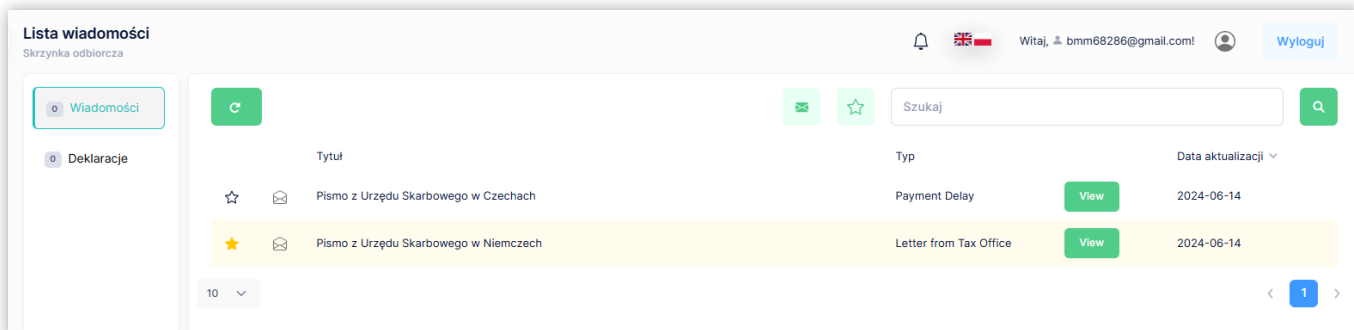 Lista wiadomości
Skrzynka odbiorcza
Witaj, bmm68286@gmail.com!
Wyloguj
0 Wiadomości
0 Deklaracje
Szukaj
Tytuł Typ Data aktualizacji
Pismo z Urzędu Skarbowego w Czechach Payment Delay View 2024-06-14
Pismo z Urzędu Skarbowego w Niemczech Letter from Tax Office View 2024-06-14
10
1